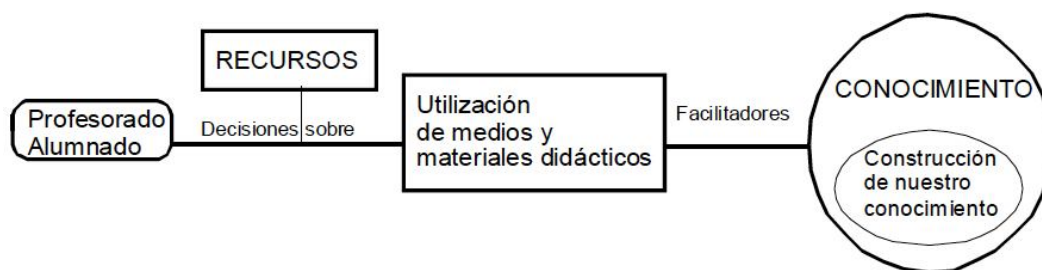 RECURSOS
Profesorado
Alumnado
Decisiones sobre
Utilización
de medios y
materiales didácticos
Facilitadores
CONOCIMIENTO
Construcción
de nuestro
conocimiento